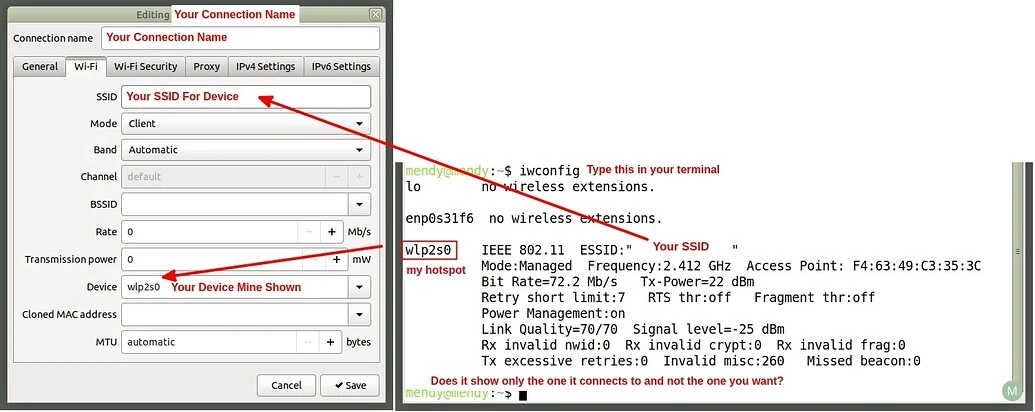 Editing Your Connection Name
Connection name Your Connection Name
General Wi-Fi Wi-Fi Security Proxy IPv4 Settings IPv6 Settings
SSID Your SSID For Device
Mode Client
Band Automatic
Channel default
BSSID
Rate 0 Mb/s
Transmission power 0 mW
Device wlp2s0 Your Device Mine Shown
Cloned MAC address
MTU automatic bytes
Cancel Save
mendy@mendy:~$ iwconfig Type this in your terminal
lo no wireless extensions.
enp0s31f6 no wireless extensions.
wlp2s0 IEEE 802.11 ESSID:" Your SSID "
my hotspot Mode:Managed Frequency:2.412 GHz Access Point: F4:63:49:C3:35:3C
Bit Rate=72.2 Mb/s Tx-Power=22 dBm
Retry short limit:7 RTS thr:off Fragment thr:off
Power Management:on
Link Quality=70/70 Signal level=-25 dBm
Rx invalid nwid:0 Rx invalid crypt:0 Rx invalid frag:0
Tx excessive retries:0 Invalid misc:260 Missed beacon:0
Does it show only the one it connects to and not the one you want?
mendy@mendy:~$
M